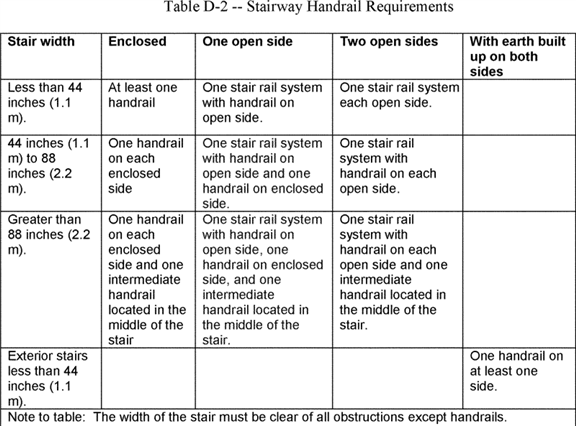 Table D-2 -- Stairway Handrail Requirements
Stair width
Enclosed
One open side
Two open sides
With earth built
up on both
sides
Less than 44
inches (1.1
m).
At least one
handrail
One stair rail system
with handrail on
open side.
One stair rail system
each open side.
44 inches (1.1
m) to 88
inches (2.2
m).
One handrail
on each
enclosed
side
One stair rail
system with
handrail on
open side and one
handrail on enclosed
side.
One stair rail
system with
handrail on each
open side.
Greater than
88 inches (2.2
m).
One handrail
on each
enclosed
side and one
intermediate
handrail
located in the
middle of the
stair
One stair rail system
with handrail on
open side, one
handrail on enclosed
side, and one
intermediate
handrail located in
the middle of the
stair.
One stair rail
system with
handrail on each
open side and one
intermediate
handrail located in
the middle of the
stair.
Exterior stairs
less than 44
inches (1.1
m).
One handrail on
at least one
side.
Note to table: The width of the stair must be clear of all obstructions except handrails.